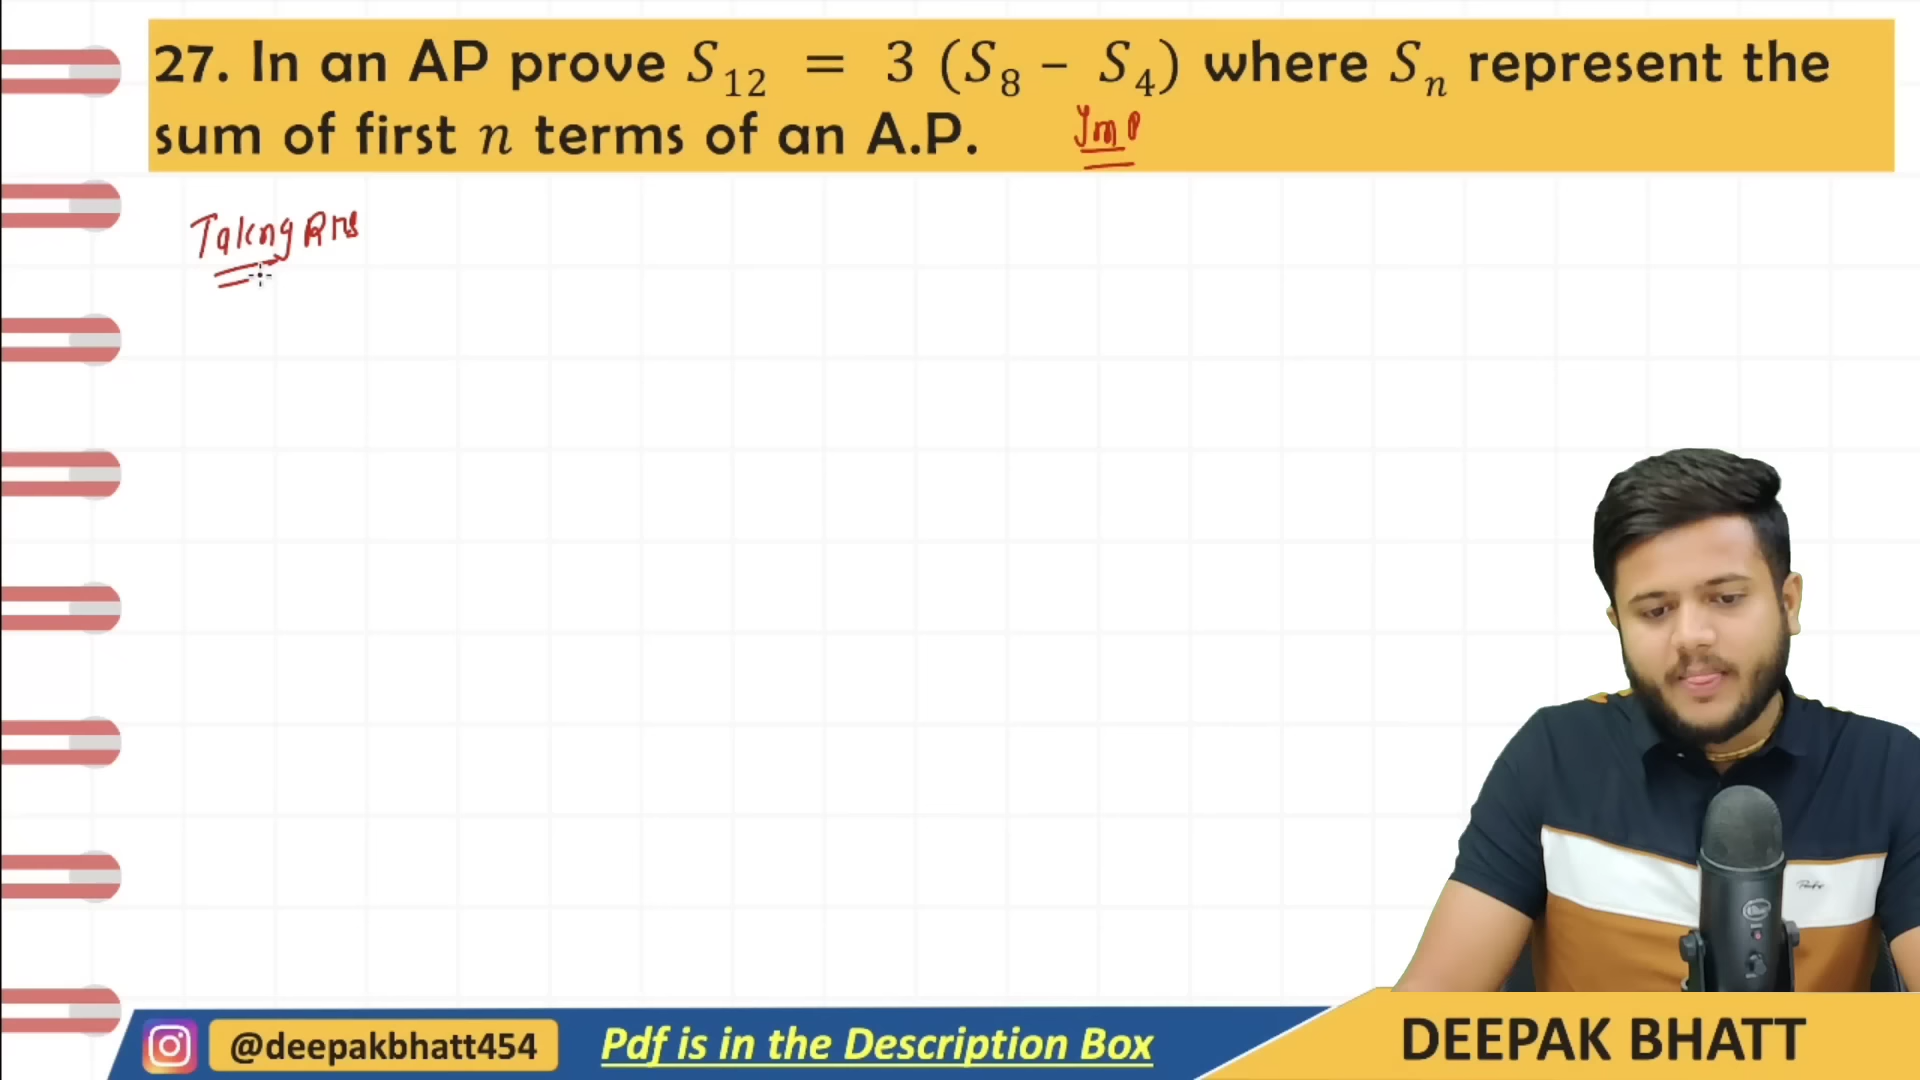 27. In an AP prove S₁₂ = 3 (S₈ – S₄) where Sₙ represent the
sum of first n terms of an A.P.
Imp
Taking RHS
@deepakbhatt454
Pdf is in the Description Box
DEEPAK BHATT